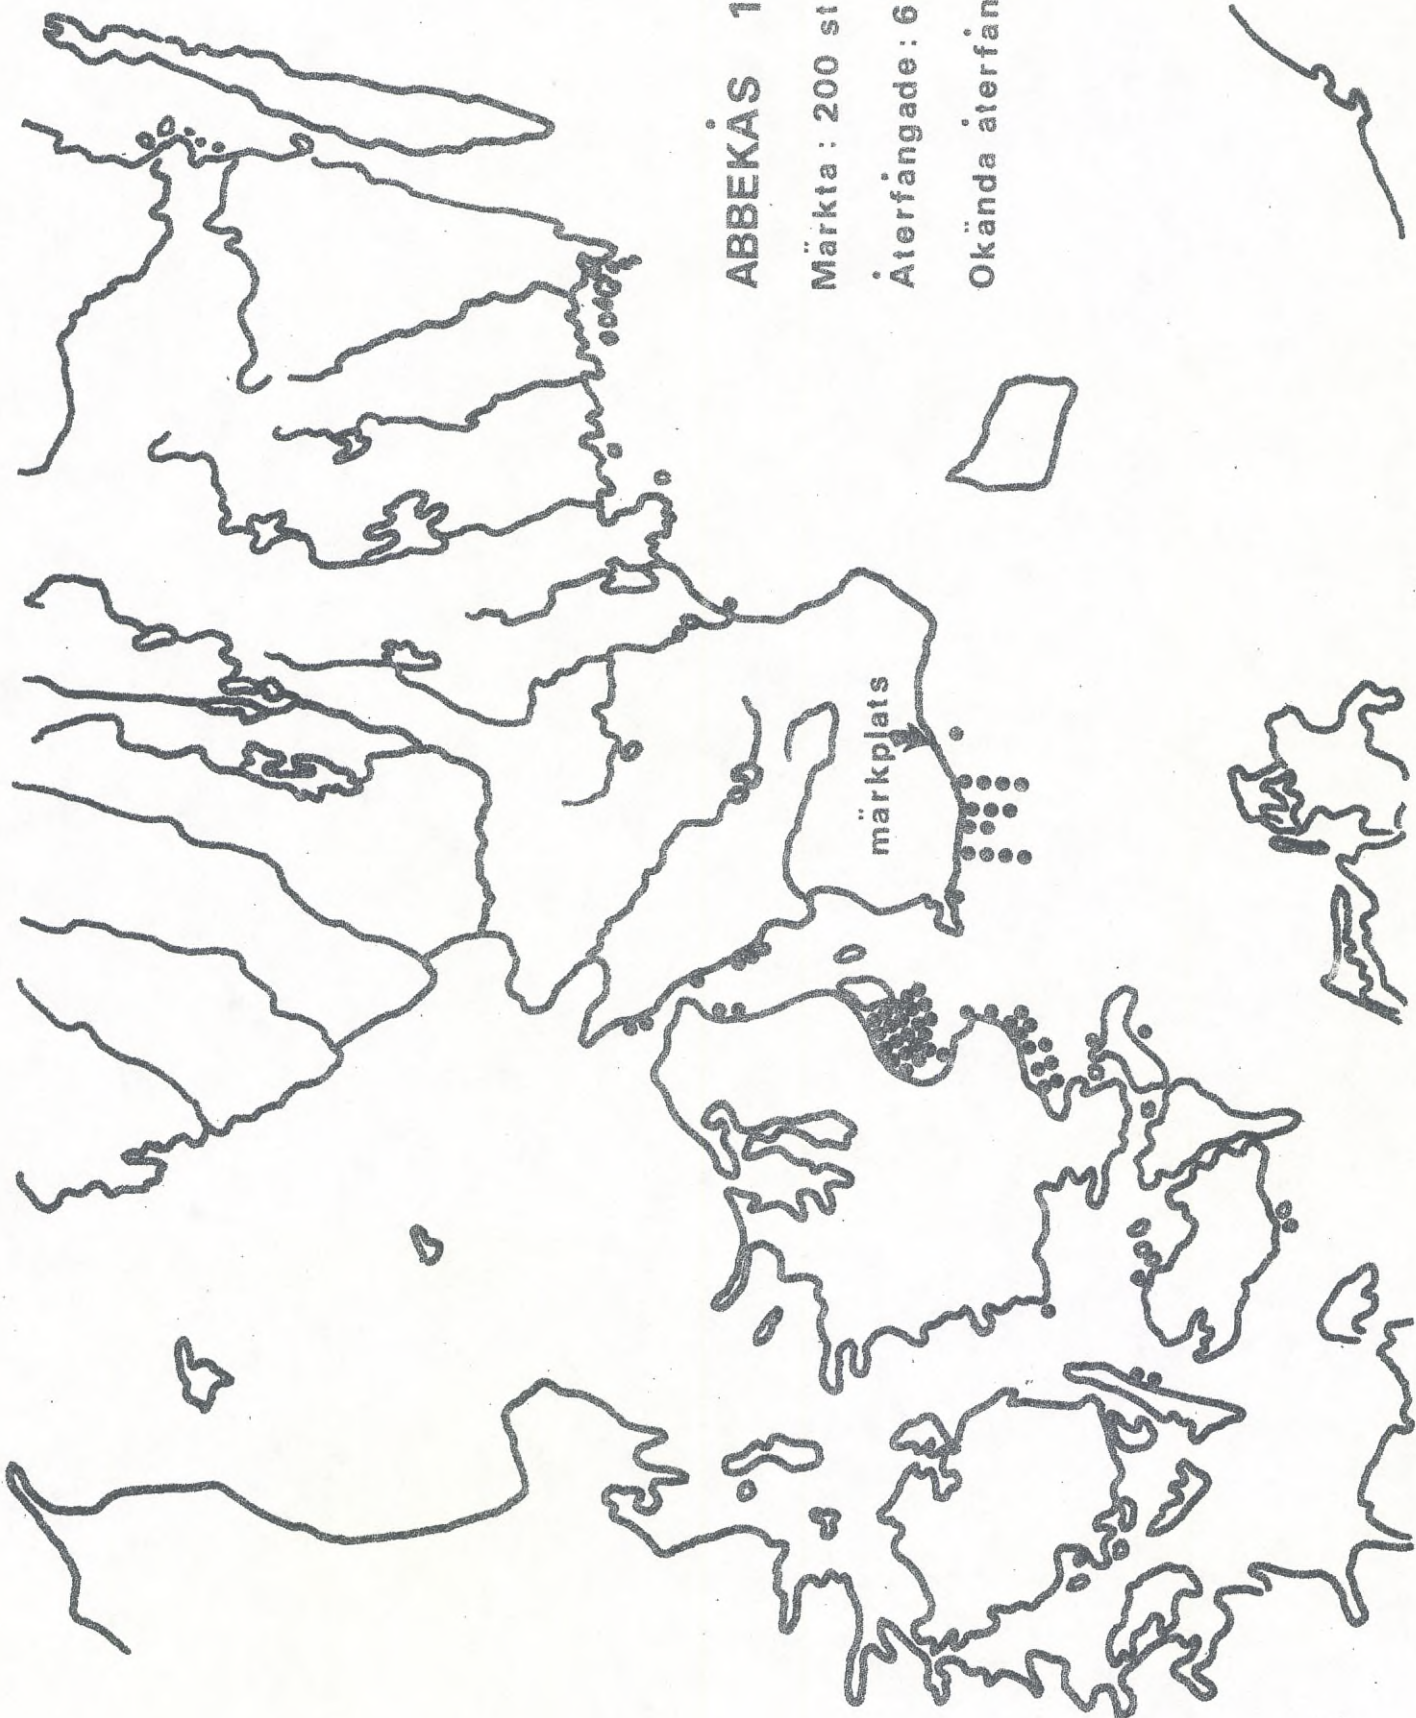 ABBEKÅS 1
Märkta: 200 st
Återfångade: 6
Okända återfån
märkplats